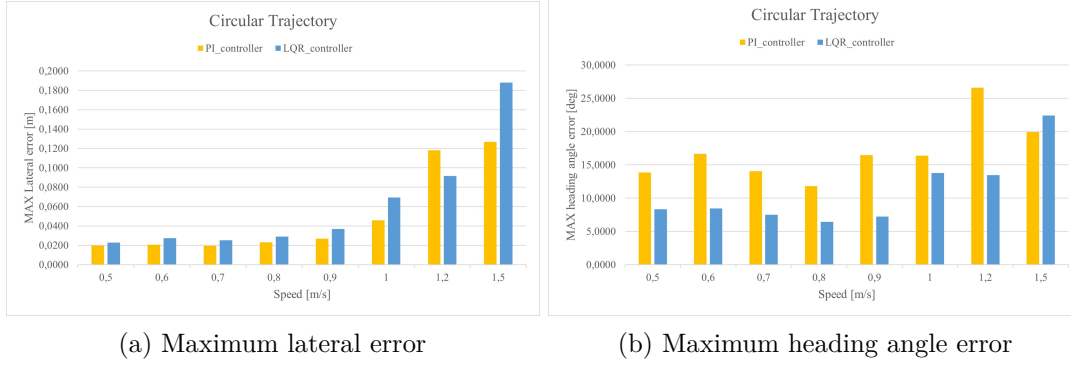 Circular Trajectory
PI_controller LQR_controller
MAX Lateral error [m]
0,2000
0,1800
0,1600
0,1400
0,1200
0,1000
0,0800
0,0600
0,0400
0,0200
0,0000
0,5 0,6 0,7 0,8 0,9 1 1,2 1,5
Speed [m/s]
(a) Maximum lateral error
Circular Trajectory
PI_controller LQR_controller
MAX heading angle error [deg]
30,0000
25,0000
20,0000
15,0000
10,0000
5,0000
0,0000
0,5 0,6 0,7 0,8 0,9 1 1,2 1,5
Speed [m/s]
(b) Maximum heading angle error